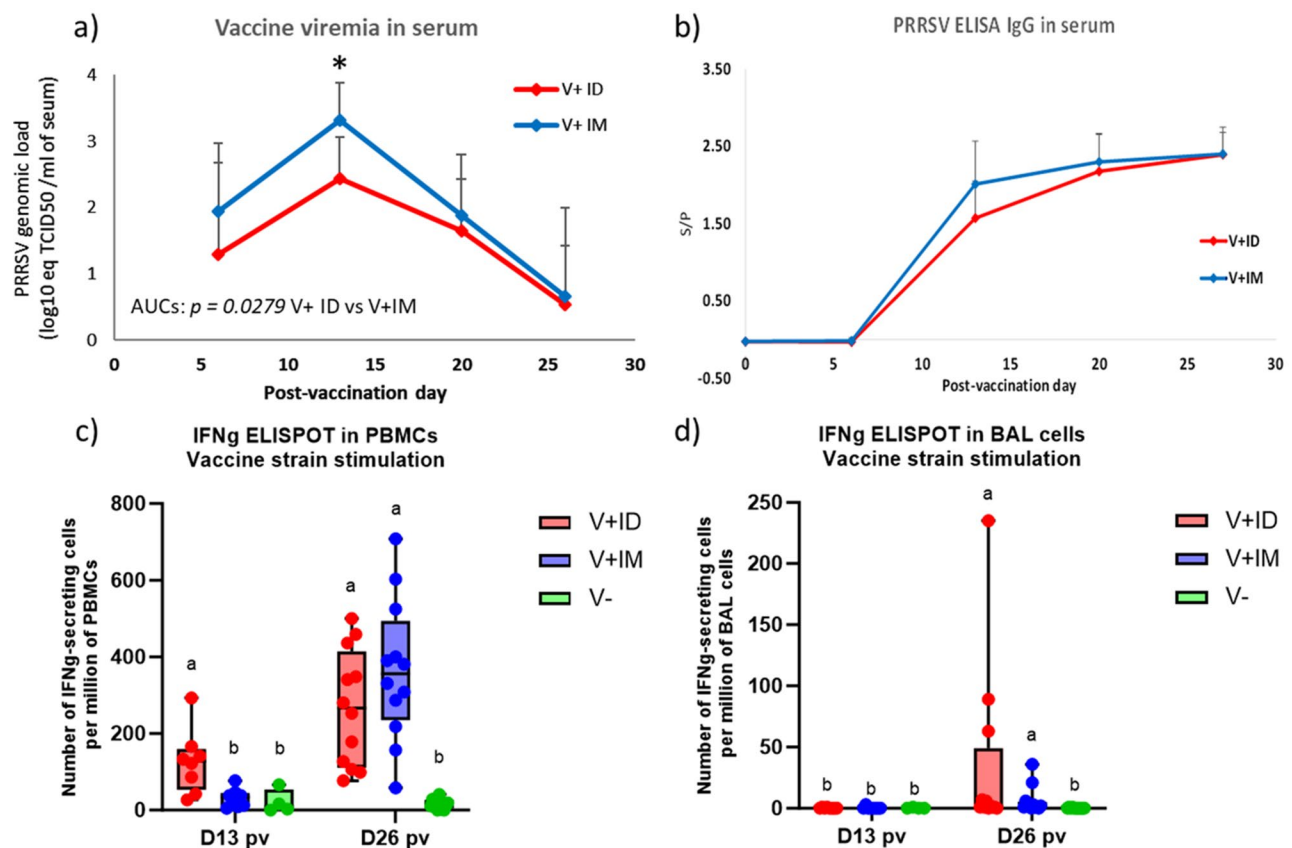 a)
Vaccine viremia in serum
PRRSV genomic load
(log10 eq TCID50 /ml of seum)
4
3
2
1
0
*
V+ ID
V+ IM
AUCs: p = 0.0279 V+ ID vs V+IM
0 5 10 15 20 25 30
Post-vaccination day
b)
PRRSV ELISA IgG in serum
S/P
3.50
2.50
1.50
0.50
-0.50
V+ID
V+IM
0 5 10 15 20 25 30
Post-vaccination day
c)
IFNg ELISPOT in PBMCs
Vaccine strain stimulation
Number of IFNg-secreting cells
per million of PBMCs
800
600
400
200
0
a
b
b
a
a
b
V+ID
V+IM
V-
D13 pv D26 pv
d)
IFNg ELISPOT in BAL cells
Vaccine strain stimulation
Number of IFNg-secreting cells
per million of BAL cells
250
200
150
100
50
0
b
b
b
a
a
b
V+ID
V+IM
V-
D13 pv D26 pv